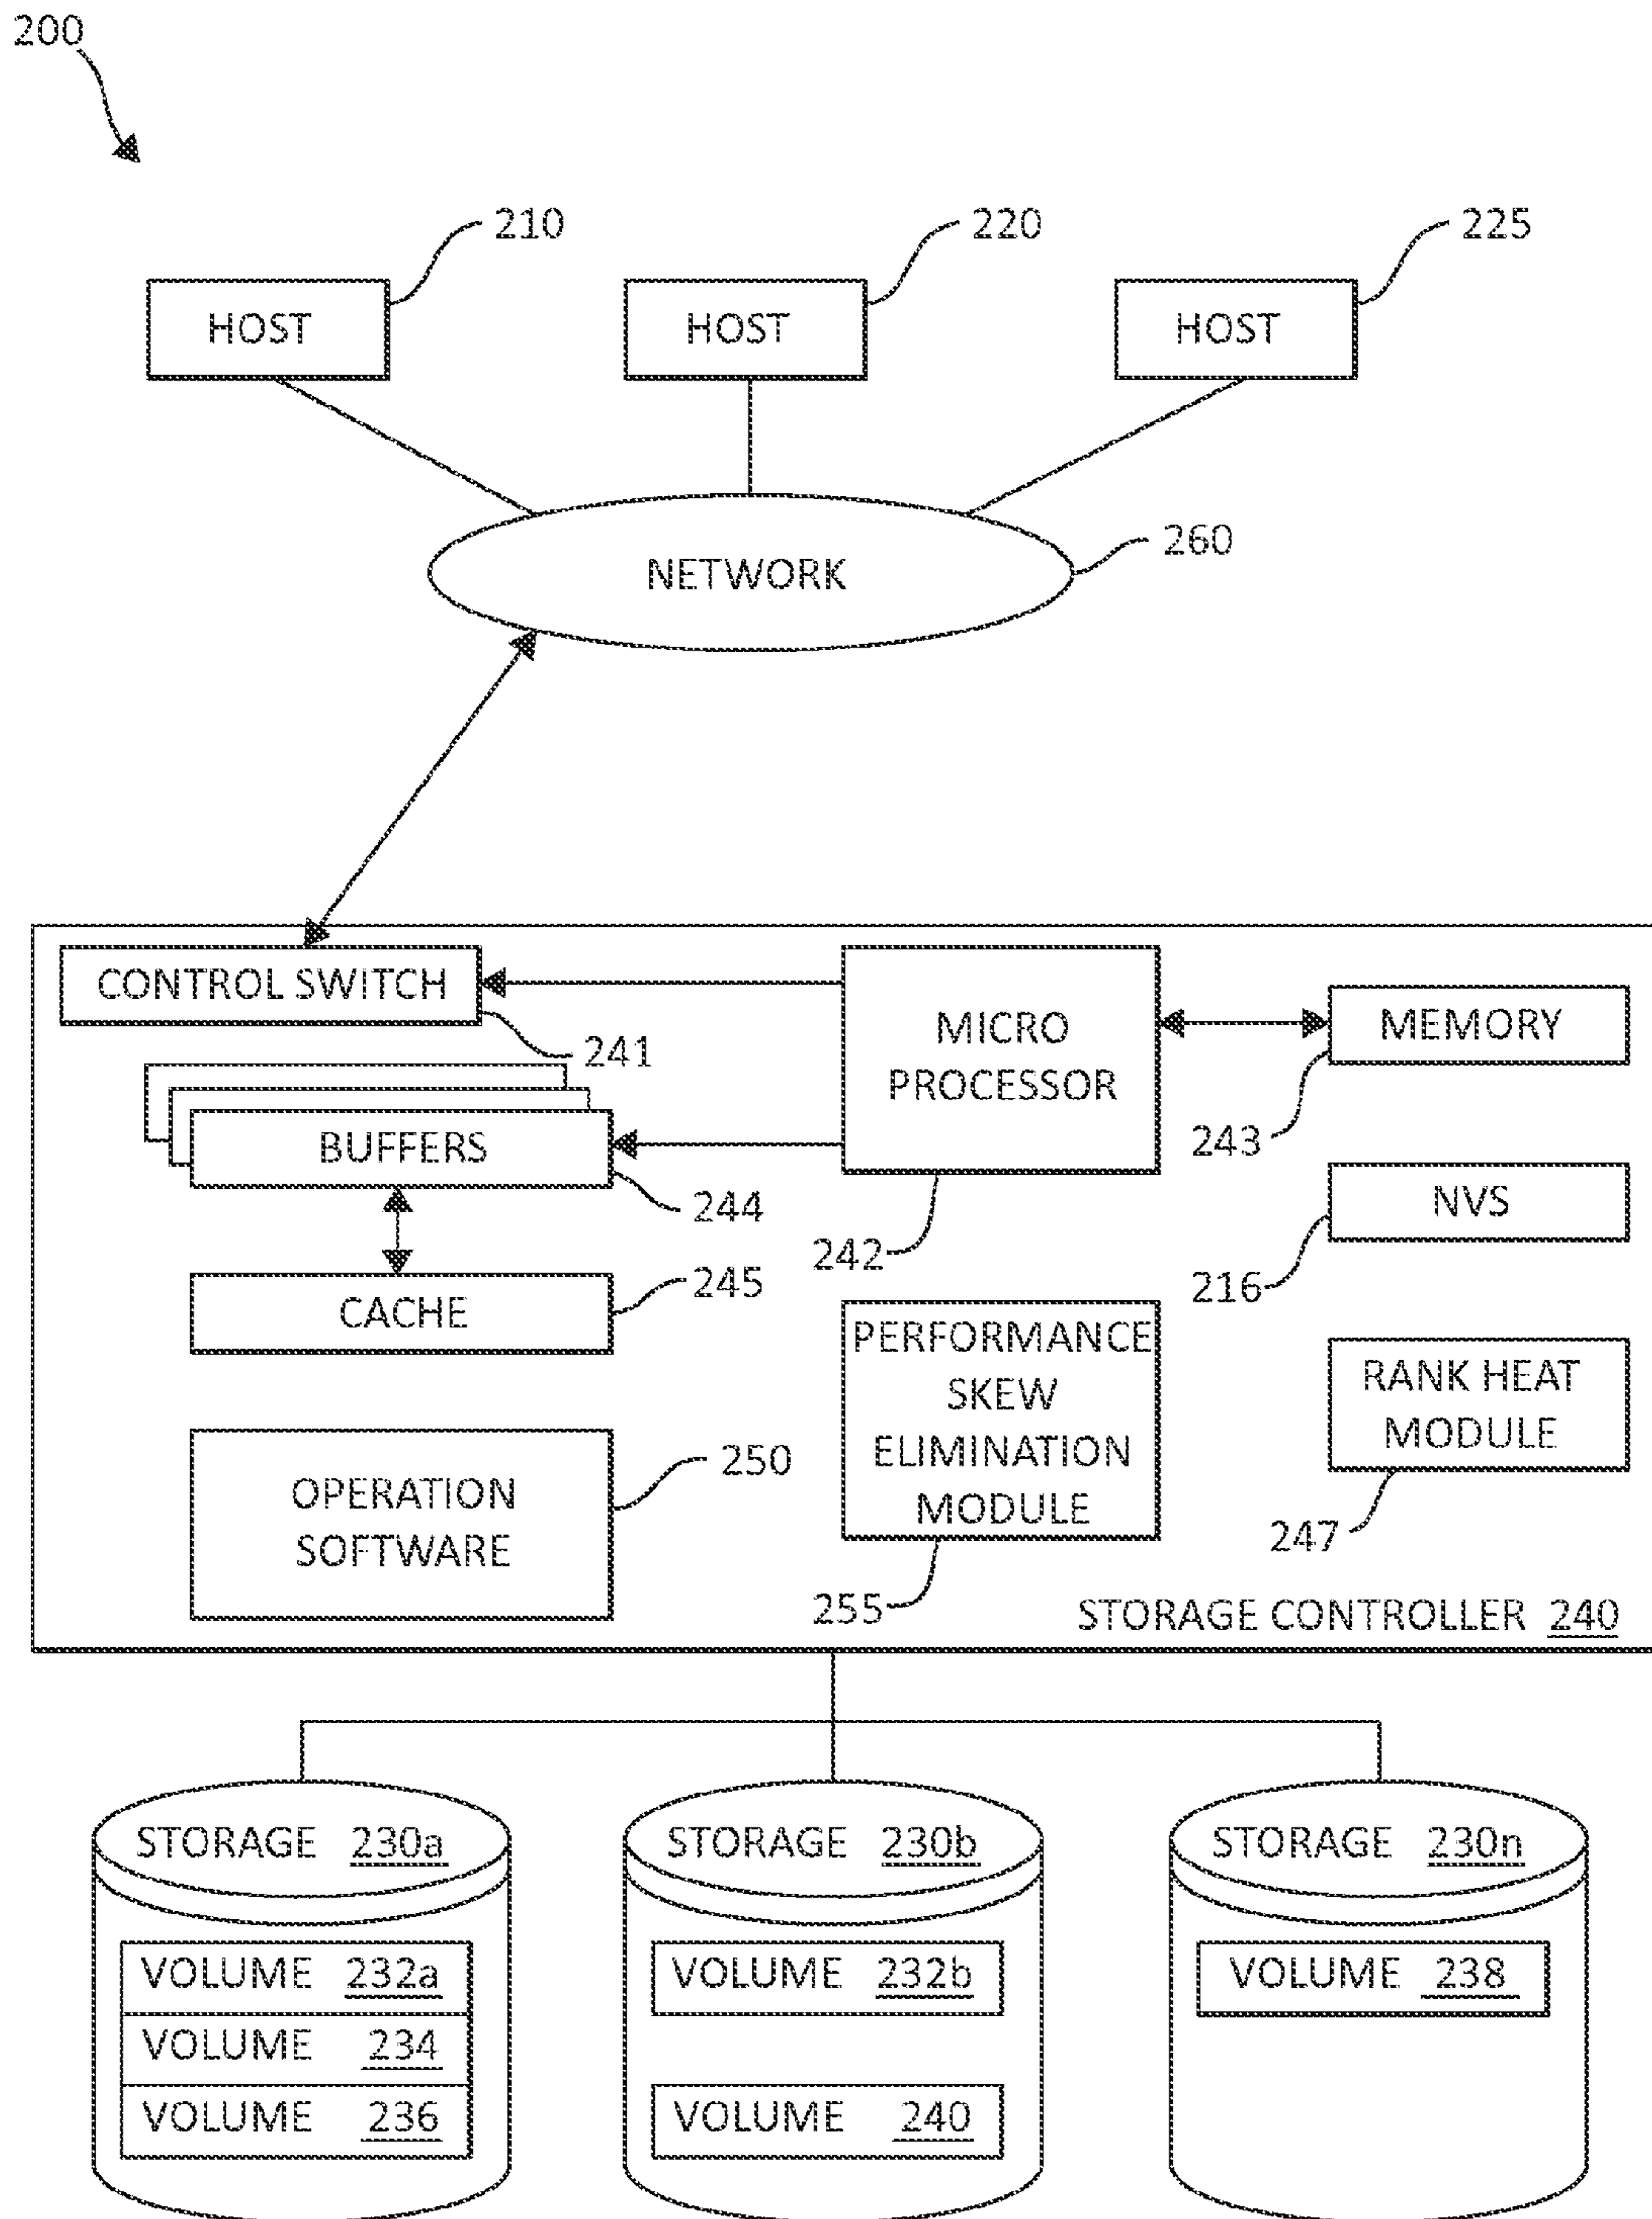 200
210
220
225
HOST
HOST
HOST
260
NETWORK
CONTROL SWITCH
241
MICRO
PROCESSOR
MEMORY
243
BUFFERS
244
242
NVS
216
CACHE
245
PERFORMANCE
SKEW
ELIMINATION
MODULE
RANK HEAT
MODULE
247
OPERATION
SOFTWARE
250
255
STORAGE CONTROLLER 240
STORAGE 230a
VOLUME 232a
VOLUME 234
VOLUME 236
STORAGE 230b
VOLUME 232b
VOLUME 240
STORAGE 230n
VOLUME 238